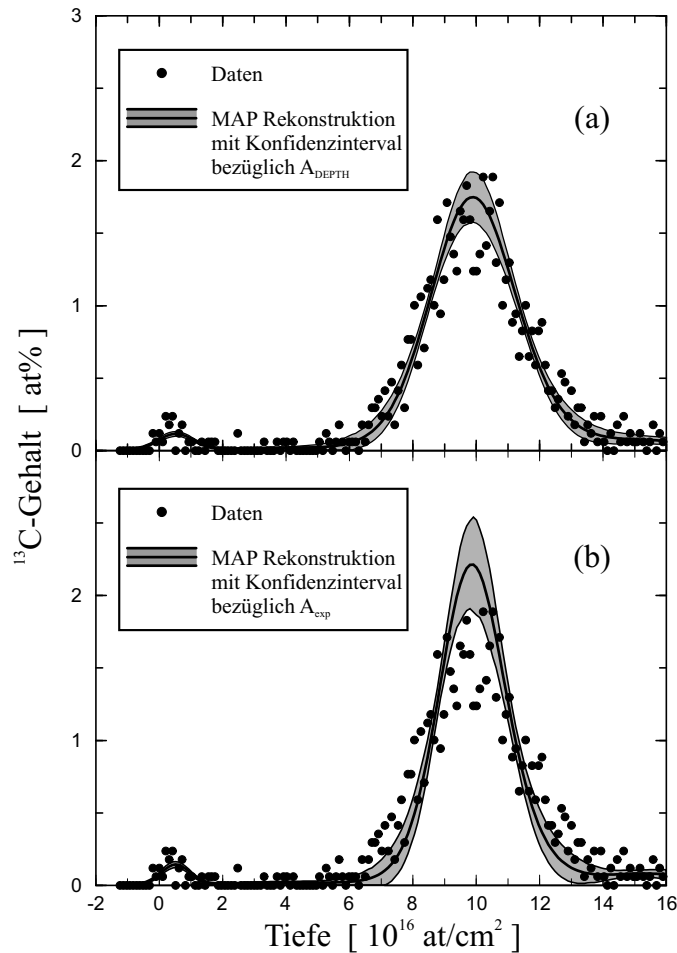 3
Daten
MAP Rekonstruktion
mit Konfidenzinterval
bezüglich A_DEPTH
(a)
2
1
0
¹³C-Gehalt [ at% ]
Daten
MAP Rekonstruktion
mit Konfidenzinterval
bezüglich A_exp
(b)
2
1
0
-2 0 2 4 6 8 10 12 14 16
Tiefe [ 10¹⁶ at/cm² ]